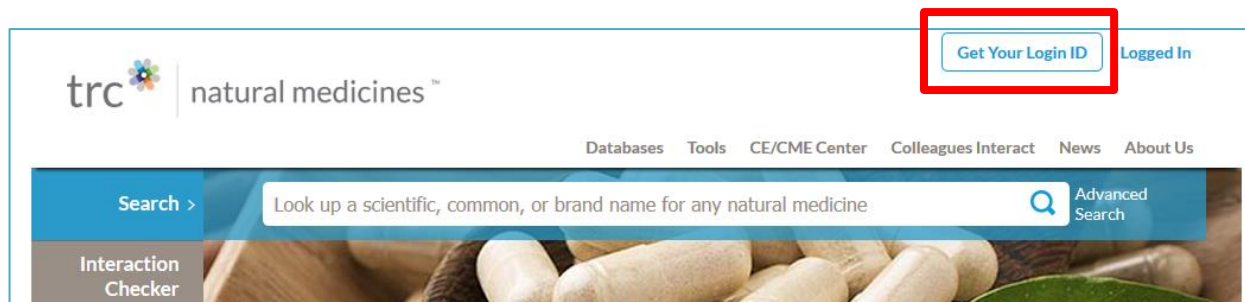 Get Your Login ID Logged In
trc natural medicines™
Databases Tools CE/CME Center Colleagues Interact News About Us
Search >
Look up a scientific, common, or brand name for any natural medicine
Advanced
Search
Interaction
Checker